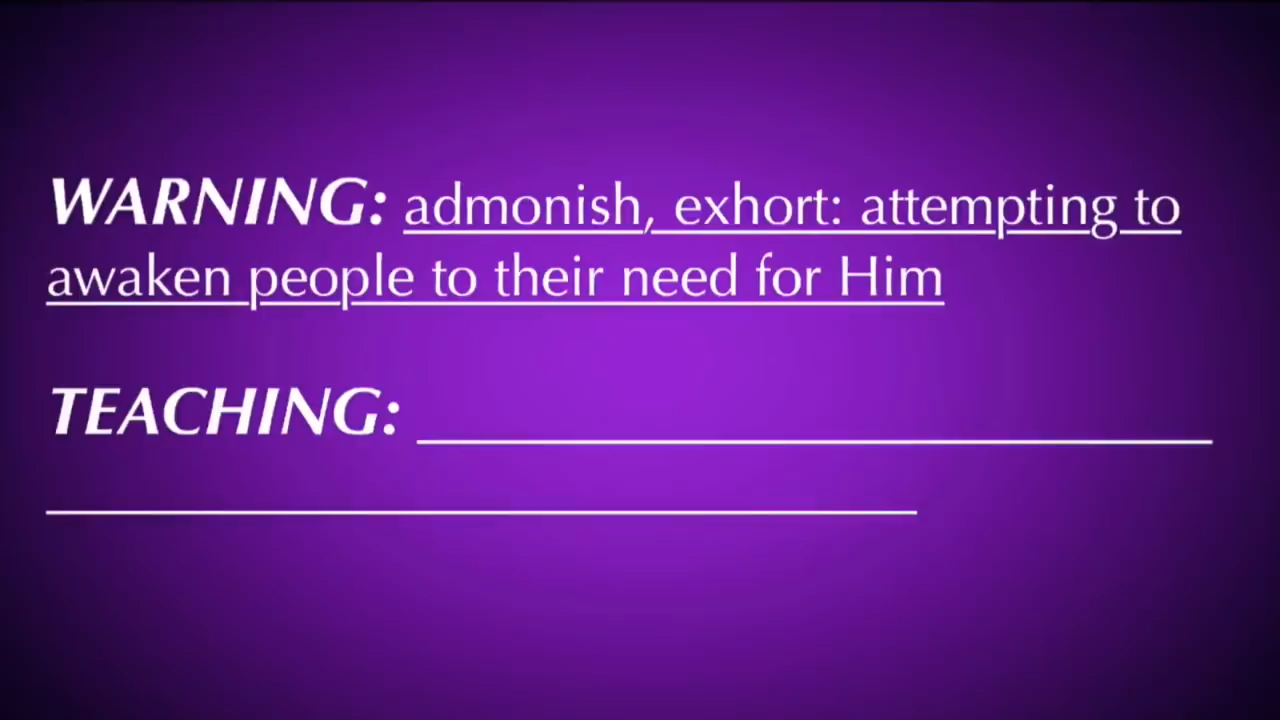 WARNING: admonish, exhort: attempting to
awaken people to their need for Him
TEACHING: